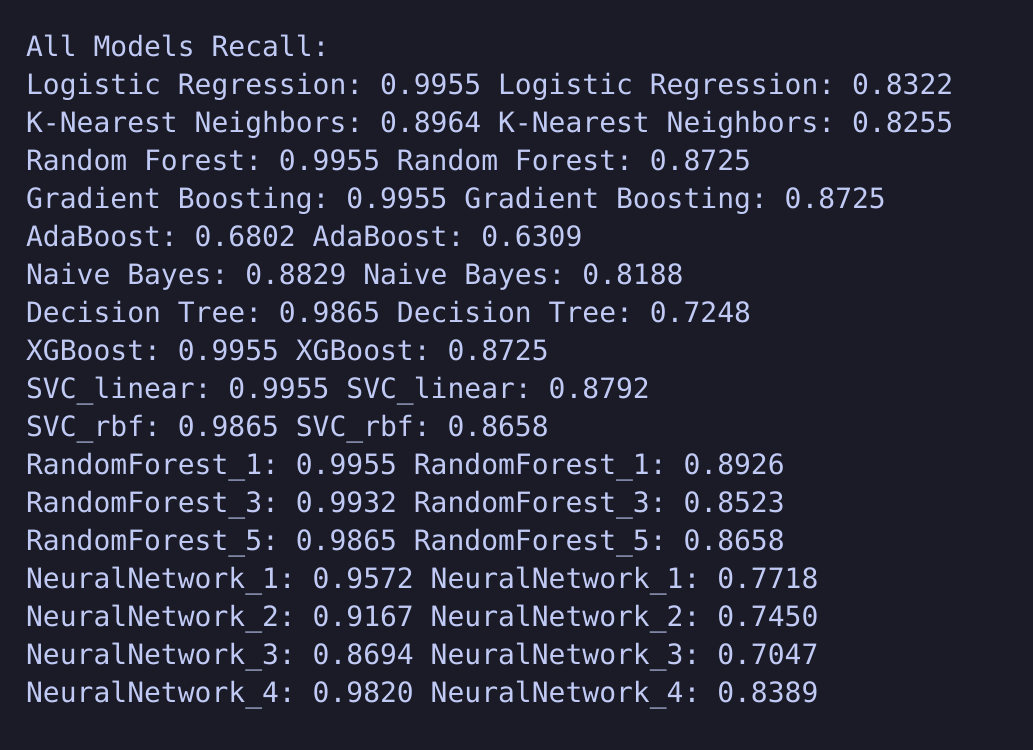 All Models Recall:
Logistic Regression: 0.9955 Logistic Regression: 0.8322
K-Nearest Neighbors: 0.8964 K-Nearest Neighbors: 0.8255
Random Forest: 0.9955 Random Forest: 0.8725
Gradient Boosting: 0.9955 Gradient Boosting: 0.8725
AdaBoost: 0.6802 AdaBoost: 0.6309
Naive Bayes: 0.8829 Naive Bayes: 0.8188
Decision Tree: 0.9865 Decision Tree: 0.7248
XGBoost: 0.9955 XGBoost: 0.8725
SVC_linear: 0.9955 SVC_linear: 0.8792
SVC_rbf: 0.9865 SVC_rbf: 0.8658
RandomForest_1: 0.9955 RandomForest_1: 0.8926
RandomForest_3: 0.9932 RandomForest_3: 0.8523
RandomForest_5: 0.9865 RandomForest_5: 0.8658
NeuralNetwork_1: 0.9572 NeuralNetwork_1: 0.7718
NeuralNetwork_2: 0.9167 NeuralNetwork_2: 0.7450
NeuralNetwork_3: 0.8694 NeuralNetwork_3: 0.7047
NeuralNetwork_4: 0.9820 NeuralNetwork_4: 0.8389